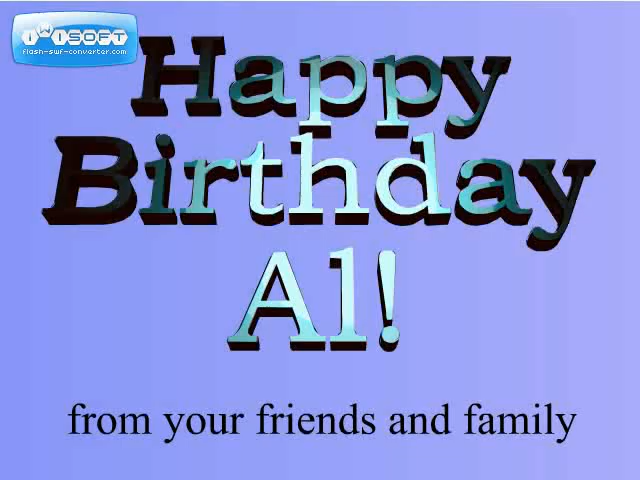 iWiSOFT
flash-swf-converter.com
Happy
Birthday
Al!
from your friends and family